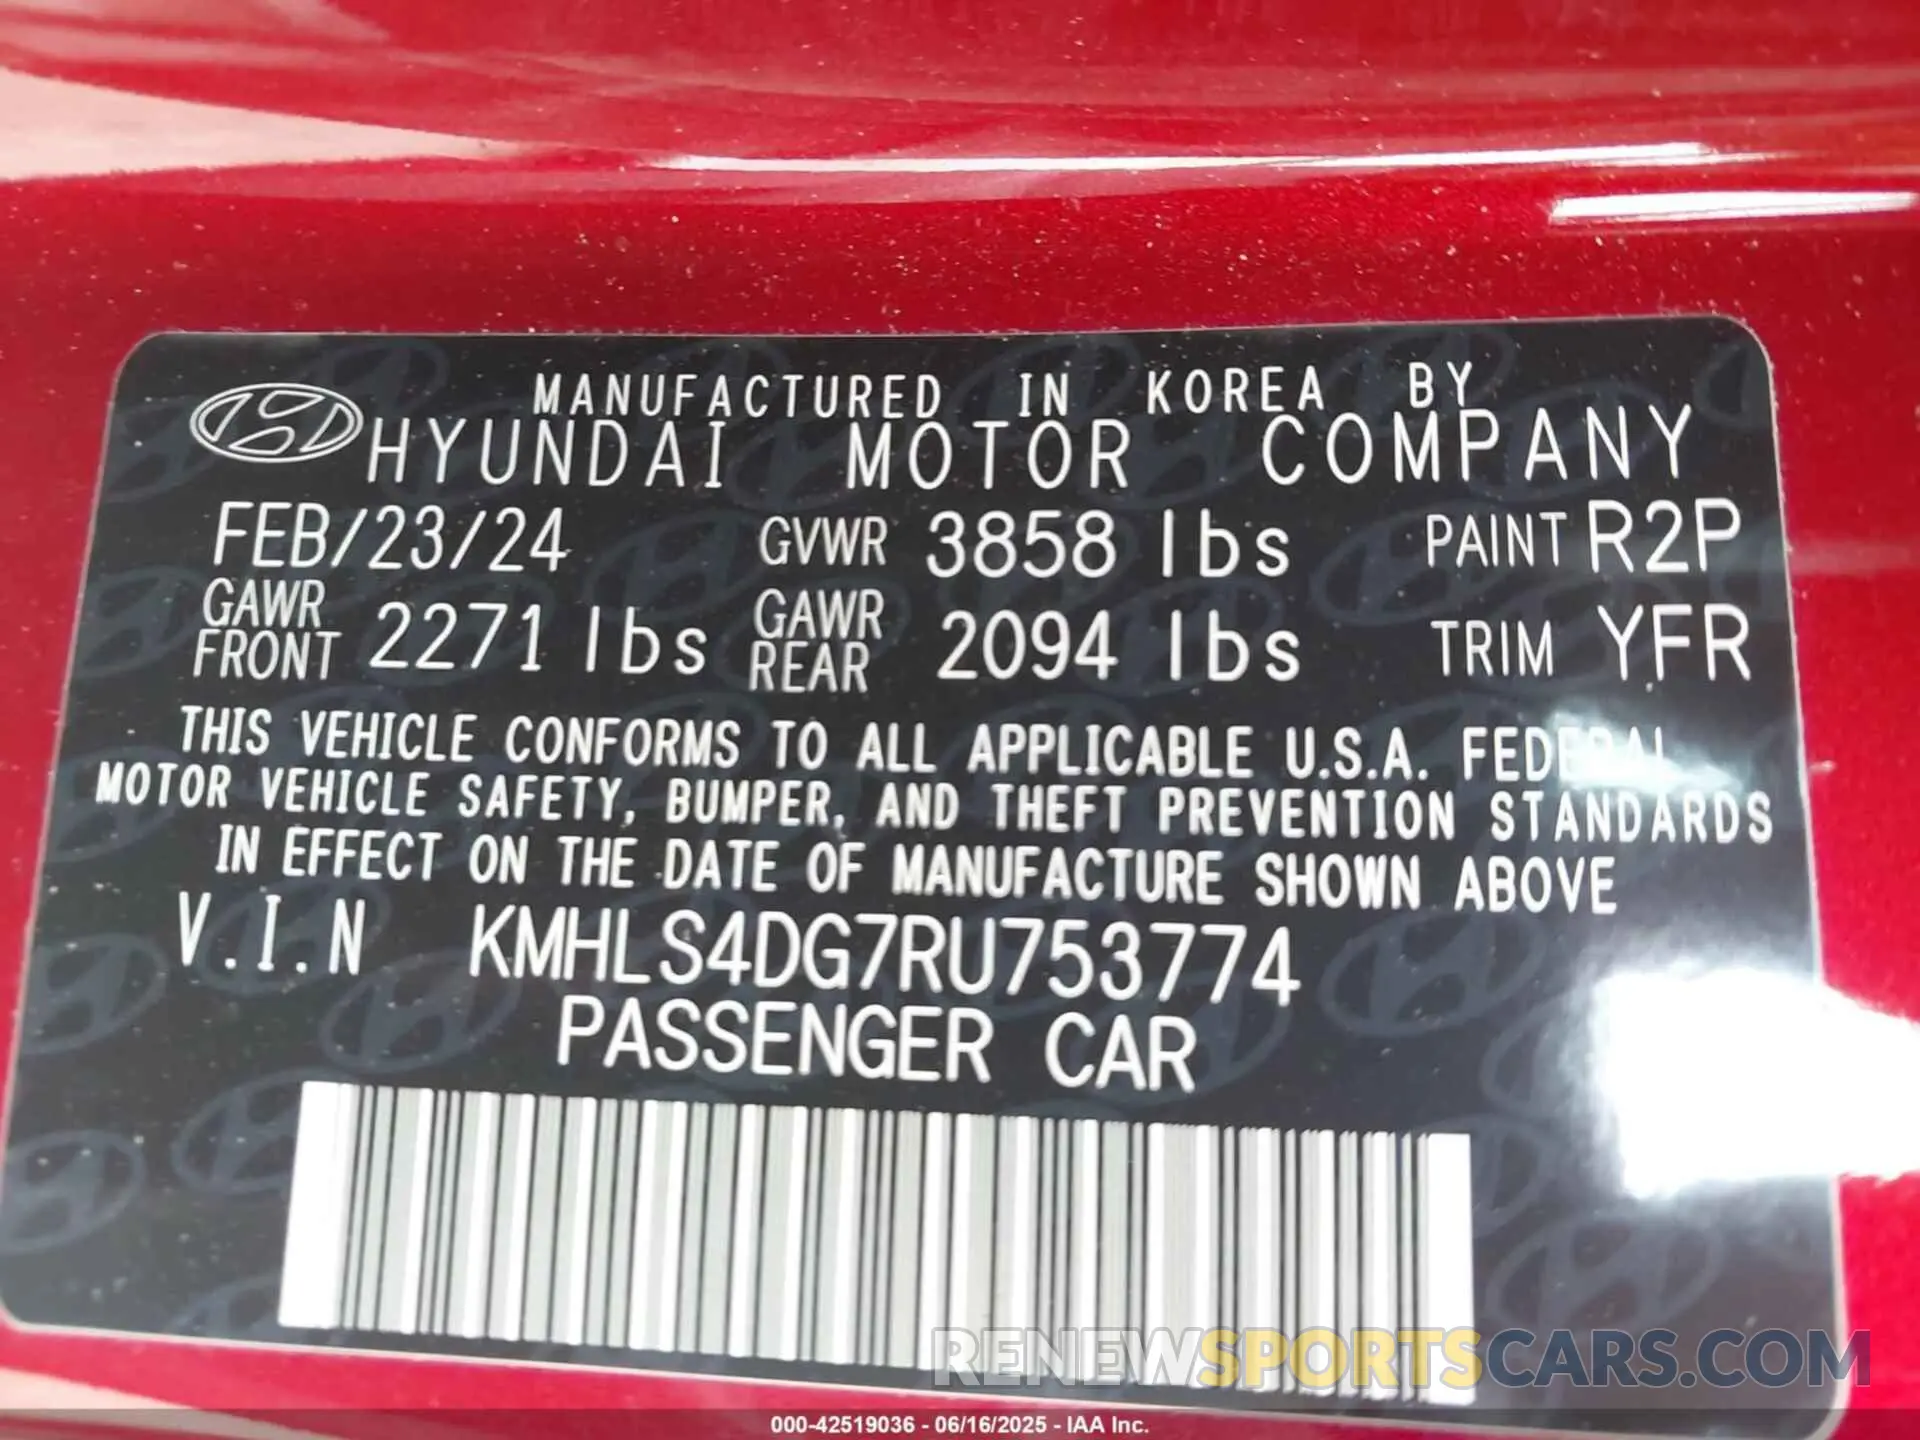 MANUFACTURED IN KOREA BY
HYUNDAI MOTOR COMPANY
FEB/23/24 GVWR 3858 lbs PAINT R2P
GAWR FRONT 2271 lbs GAWR REAR 2094 lbs TRIM YFR
THIS VEHICLE CONFORMS TO ALL APPLICABLE U.S.A. FEDERAL
MOTOR VEHICLE SAFETY, BUMPER, AND THEFT PREVENTION STANDARDS
IN EFFECT ON THE DATE OF MANUFACTURE SHOWN ABOVE
V.I.N KMHLS4DG7RU753774
PASSENGER CAR
RENEWSPORTSCARS.COM
000-42519036 - 06/16/2025 - IAA Inc.